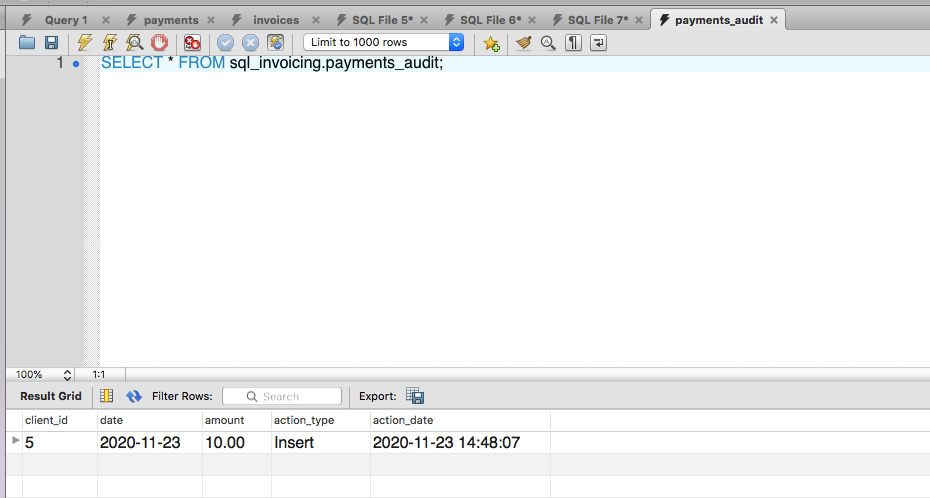 Query 1 payments invoices SQL File 5* SQL File 6* SQL File 7* payments_audit
Limit to 1000 rows
1 SELECT * FROM sql_invoicing.payments_audit;
100% 1:1
Result Grid Filter Rows: Search Export:
client_id date amount action_type action_date
5 2020-11-23 10.00 Insert 2020-11-23 14:48:07